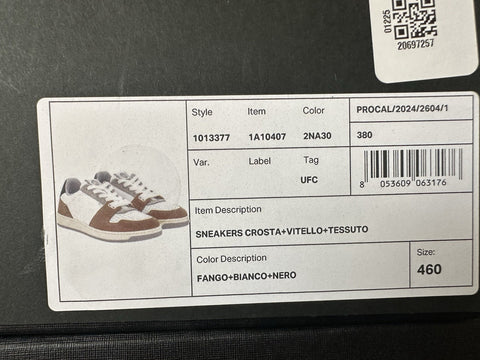 01225
20697257
Style Item Color PROCAL/2024/2604/1
1013377 1A10407 2NA30 380
Var. Label Tag
UFC
8 053609 063176
Item Description
SNEAKERS CROSTA+VITELLO+TESSUTO
Color Description
FANGO+BIANCO+NERO
Size:
460